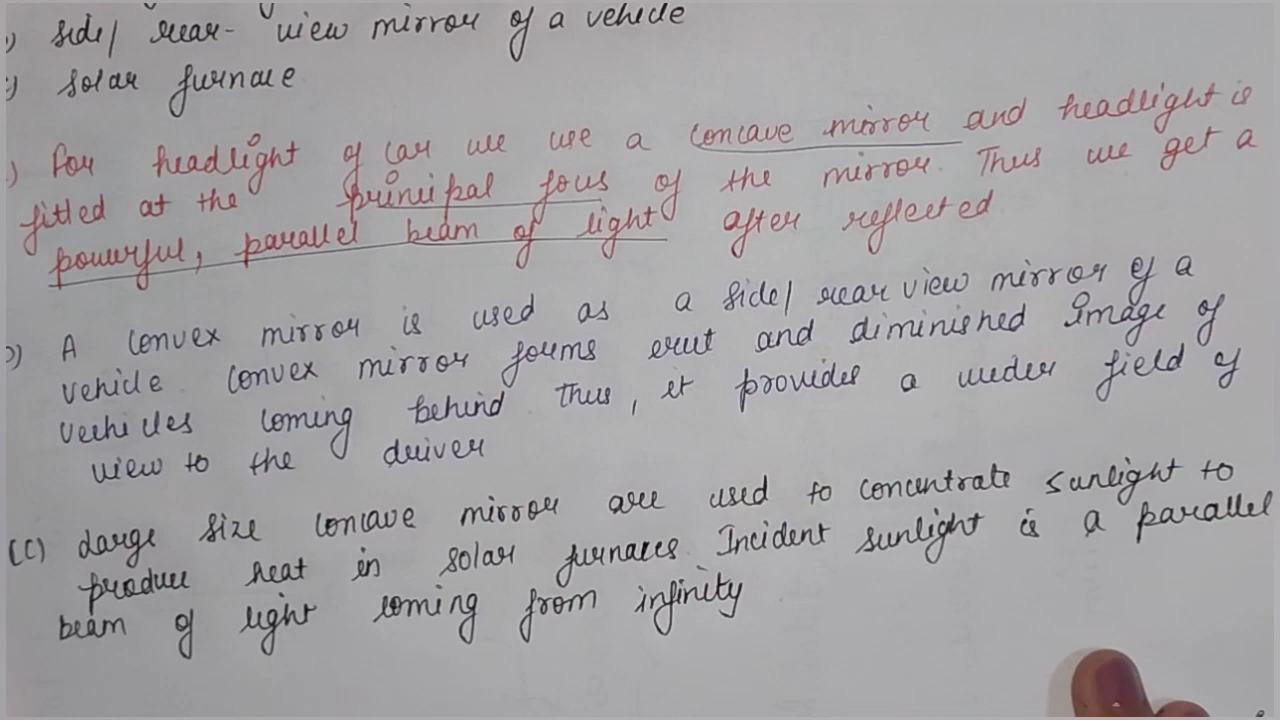 ) side/ rear- view mirror of a vehicle
) solar furnace
) For headlight of car we use a concave mirror and headlight is
fitted at the principal focus of the mirror. Thus we get a
powerful, parallel beam of light after reflected
) A convex mirror is used as a side/ rear view mirror of a
vehicle. convex mirror forms erect and diminished image of
vechicles coming behind Thus, it provides a wider field of
view to the driver
(C) Large size concave mirror are used to concentrate sunlight to
produce heat in solar furnaces. Incident sunlight is a parallel
beam of light coming from infinity